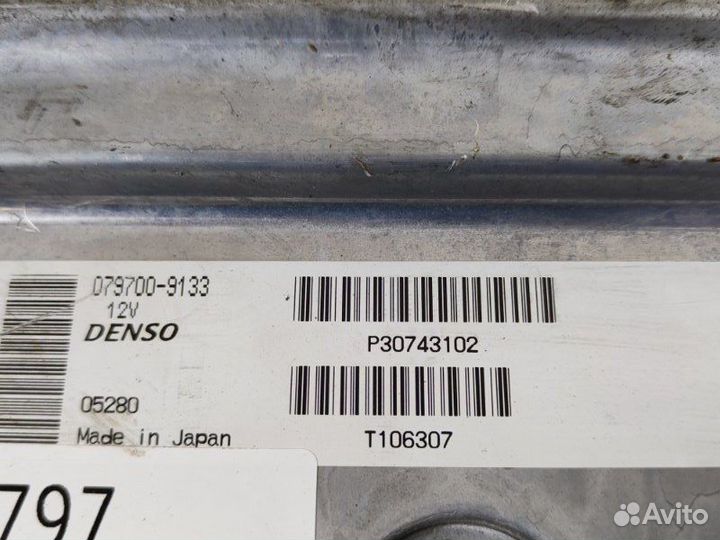 079700-9133
12V
DENSO
P30743102
05280
Made in Japan
T106307
797
Avito